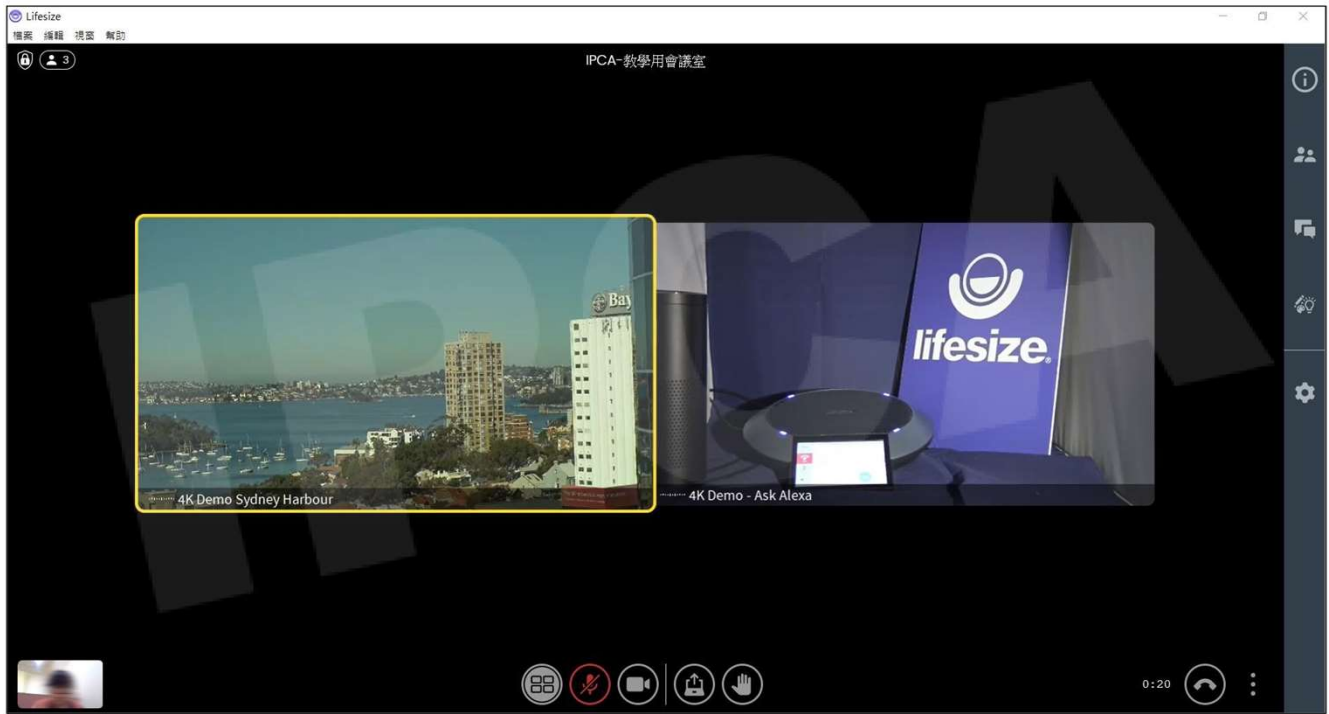 Lifesize
檔案 編輯 視窗 幫助
3
IPCA-教學用會議室
IPCA
Bay
lifesize
4K Demo Sydney Harbour
4K Demo - Ask Alexa
0:20